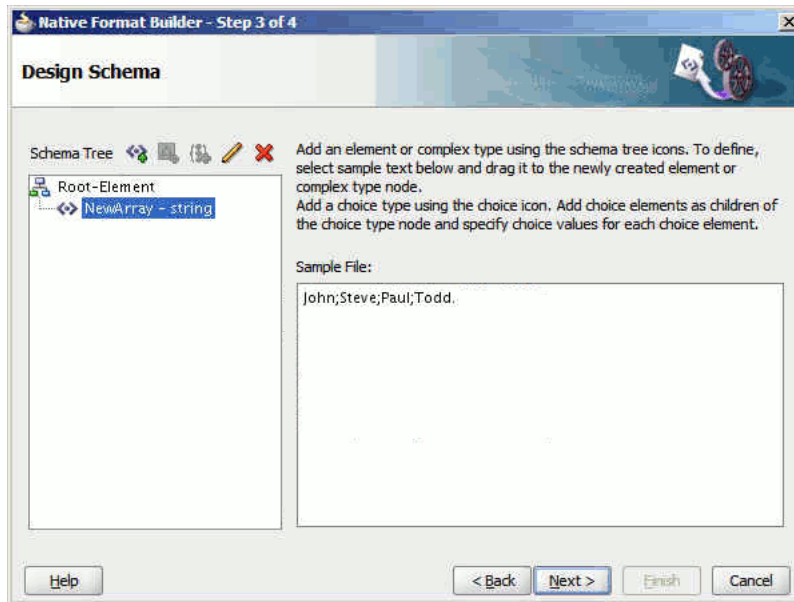 Native Format Builder - Step 3 of 4
Design Schema
Schema Tree
Root-Element
NewArray - string
Add an element or complex type using the schema tree icons. To define,
select sample text below and drag it to the newly created element or
complex type node.
Add a choice type using the choice icon. Add choice elements as children of
the choice type node and specify choice values for each choice element.
Sample File:
John;Steve;Paul;Todd.
Help
< Back
Next >
Finish
Cancel